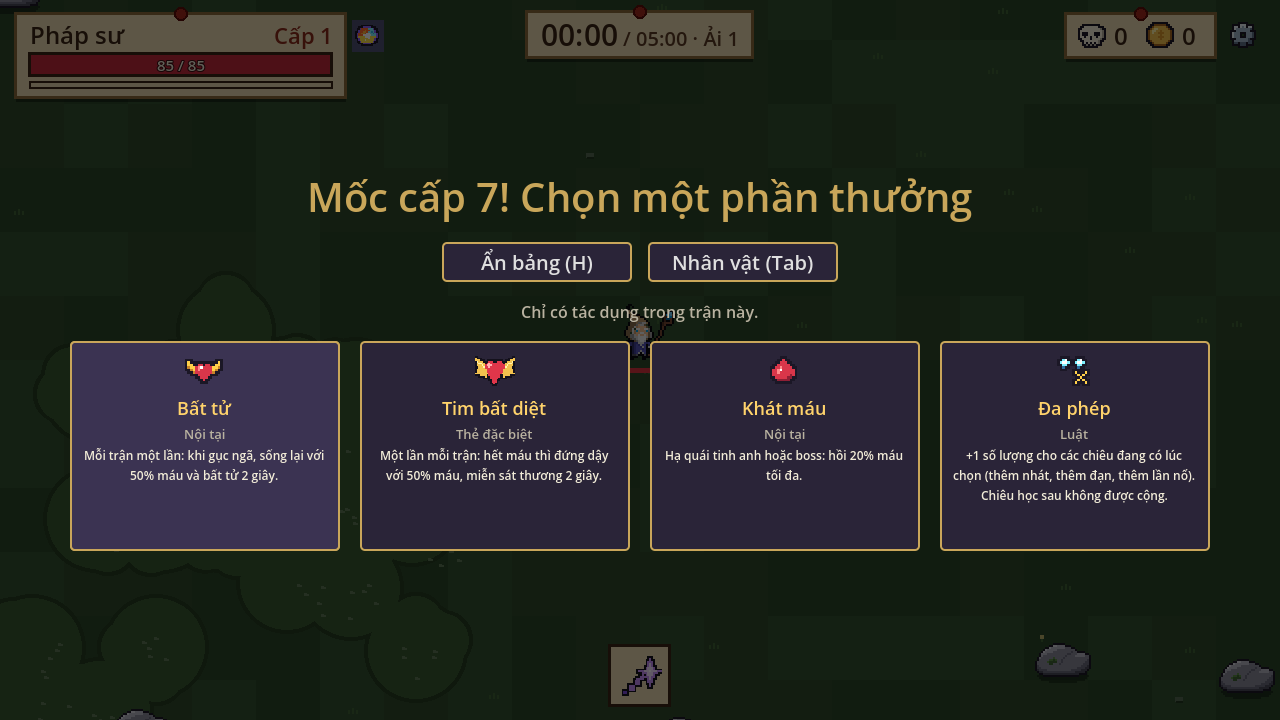 Pháp sư
Cấp 1
85 / 85
00:00 / 05:00 · Ải 1
0
0
Mốc cấp 7! Chọn một phần thưởng
Ẩn bảng (H)
Nhân vật (Tab)
Chỉ có tác dụng trong trận này.
Bất tử
Nội tại
Mỗi trận một lần: khi gục ngã, sống lại với
50% máu và bất tử 2 giây.
Tim bất diệt
Thẻ đặc biệt
Một lần mỗi trận: hết máu thì đứng dậy
với 50% máu, miễn sát thương 2 giây.
Khát máu
Nội tại
Hạ quái tinh anh hoặc boss: hồi 20% máu
tối đa.
Đa phép
Luật
+1 số lượng cho các chiêu đang có lúc
chọn (thêm nhát, thêm đạn, thêm lần nổ).
Chiêu học sau không được cộng.